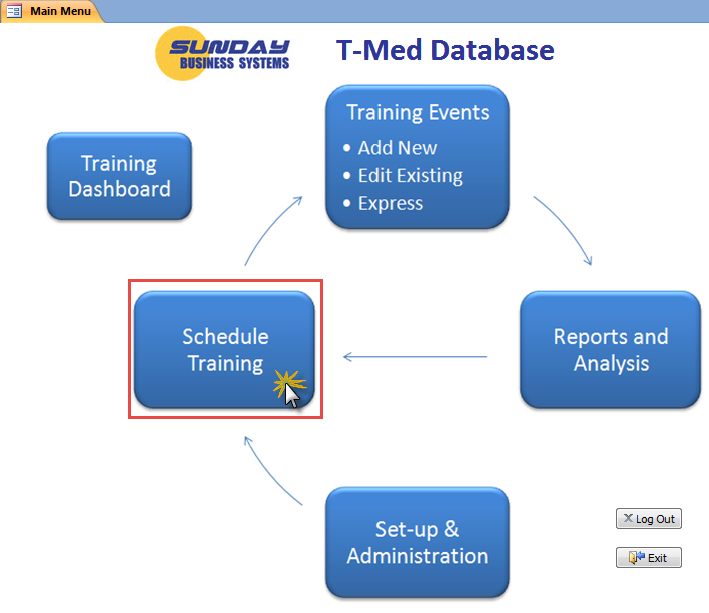 Main Menu
SUNDAY
BUSINESS SYSTEMS
T-Med Database
Training
Dashboard
Training Events
• Add New
• Edit Existing
• Express
Schedule
Training
Reports and
Analysis
Set-up &
Administration
Log Out
Exit